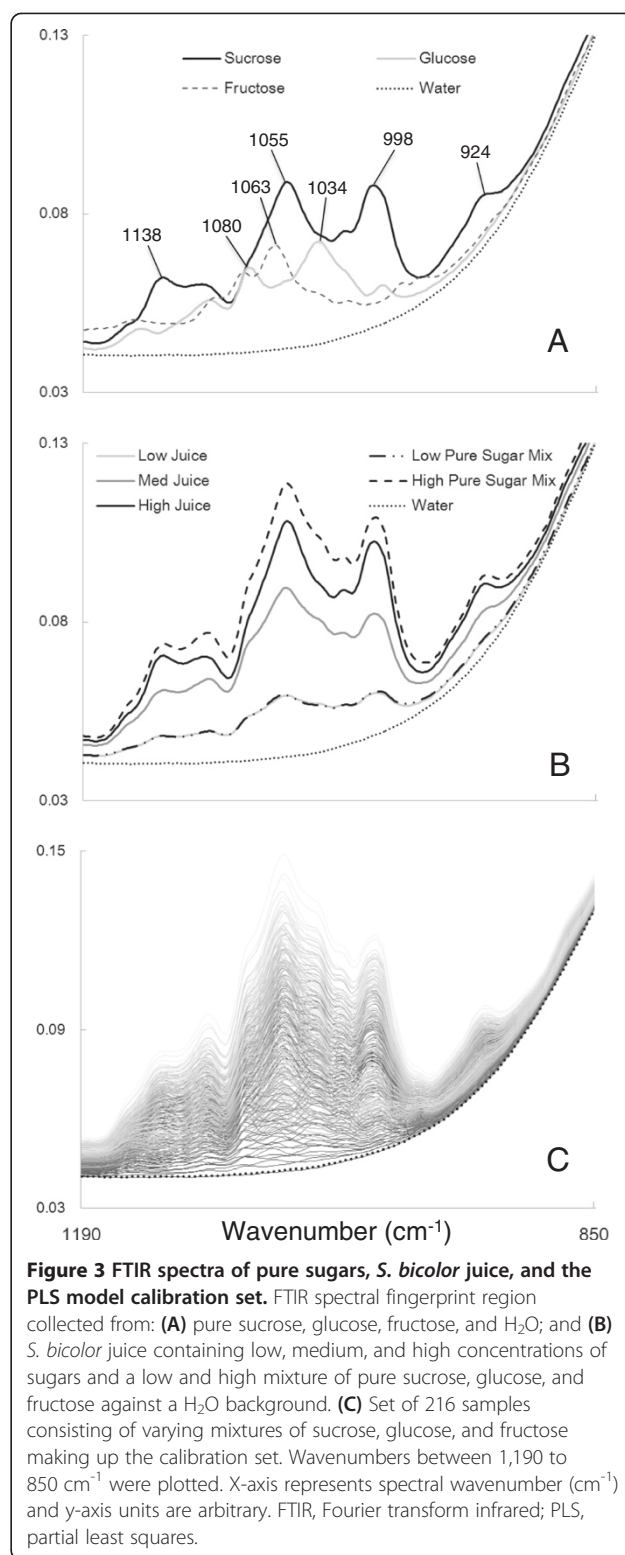 0.13
Sucrose Glucose
Fructose Water
1055 998
924
1063 1034
0.08
1080
1138
A
0.03
0.13
Low Juice Low Pure Sugar Mix
Med Juice High Pure Sugar Mix
High Juice Water
0.08
B
0.03
0.15
0.09
C
0.03
1190 Wavenumber (cm-1) 850
Figure 3 FTIR spectra of pure sugars, S. bicolor juice, and the
PLS model calibration set. FTIR spectral fingerprint region
collected from: (A) pure sucrose, glucose, fructose, and H₂O; and (B)
S. bicolor juice containing low, medium, and high concentrations of
sugars and a low and high mixture of pure sucrose, glucose, and
fructose against a H₂O background. (C) Set of 216 samples
consisting of varying mixtures of sucrose, glucose, and fructose
making up the calibration set. Wavenumbers between 1,190 to
850 cm-1 were plotted. X-axis represents spectral wavenumber (cm-1)
and y-axis units are arbitrary. FTIR, Fourier transform infrared; PLS,
partial least squares.